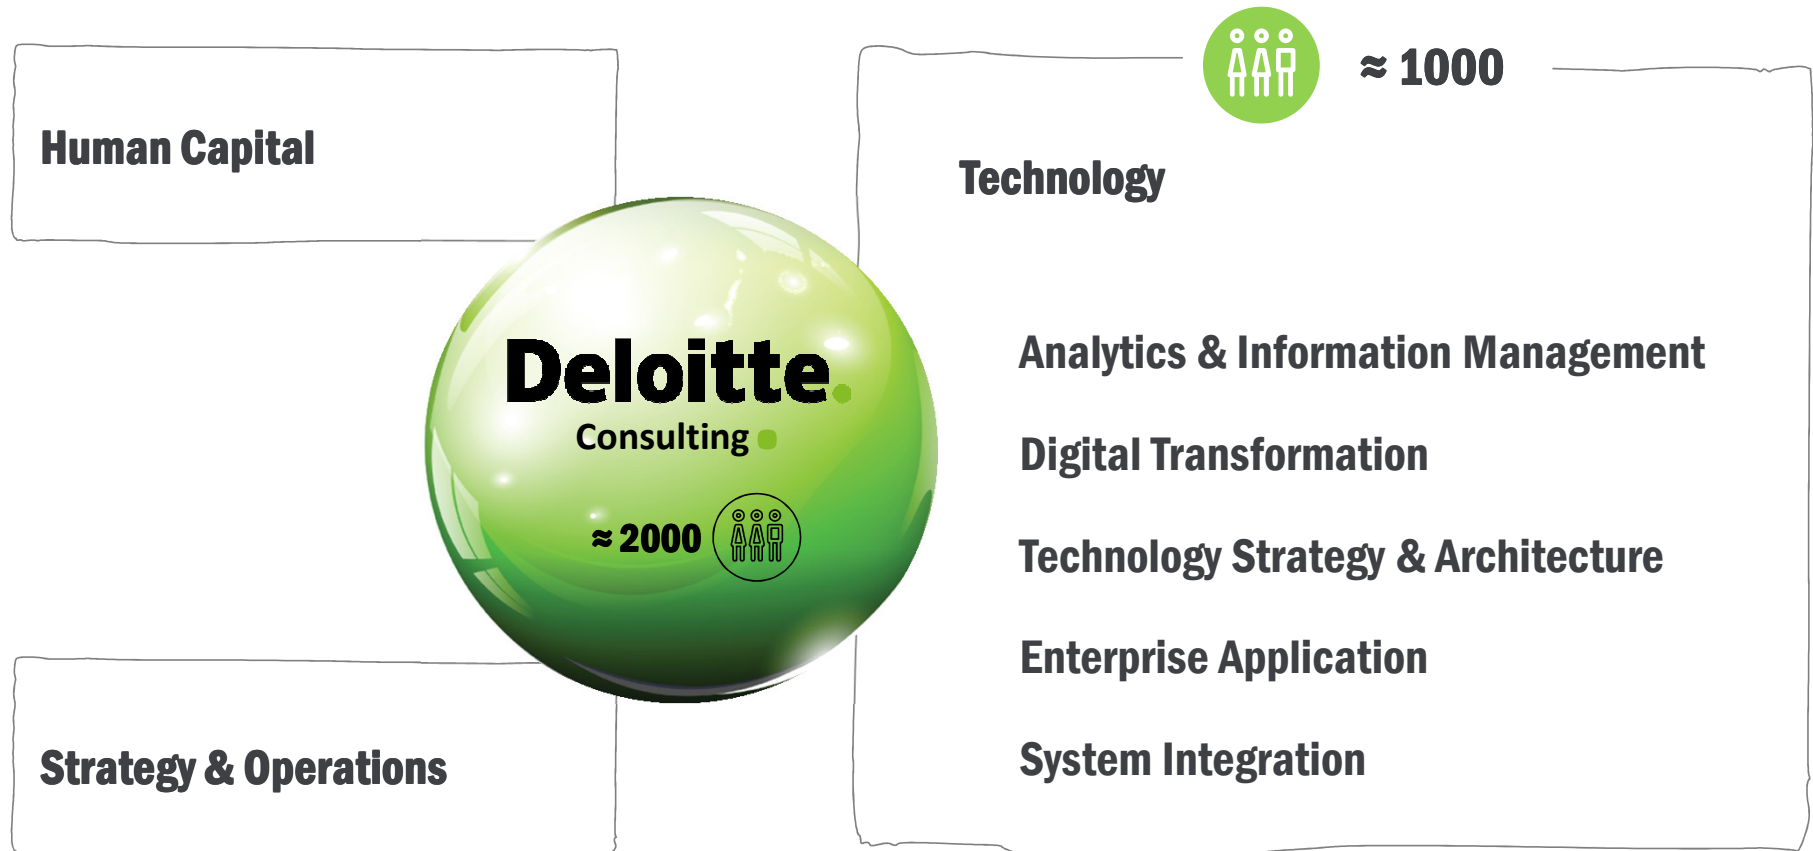 Human Capital
≈ 1000
Technology
Deloitte.
Consulting
≈ 2000
Analytics & Information Management
Digital Transformation
Technology Strategy & Architecture
Enterprise Application
System Integration
Strategy & Operations